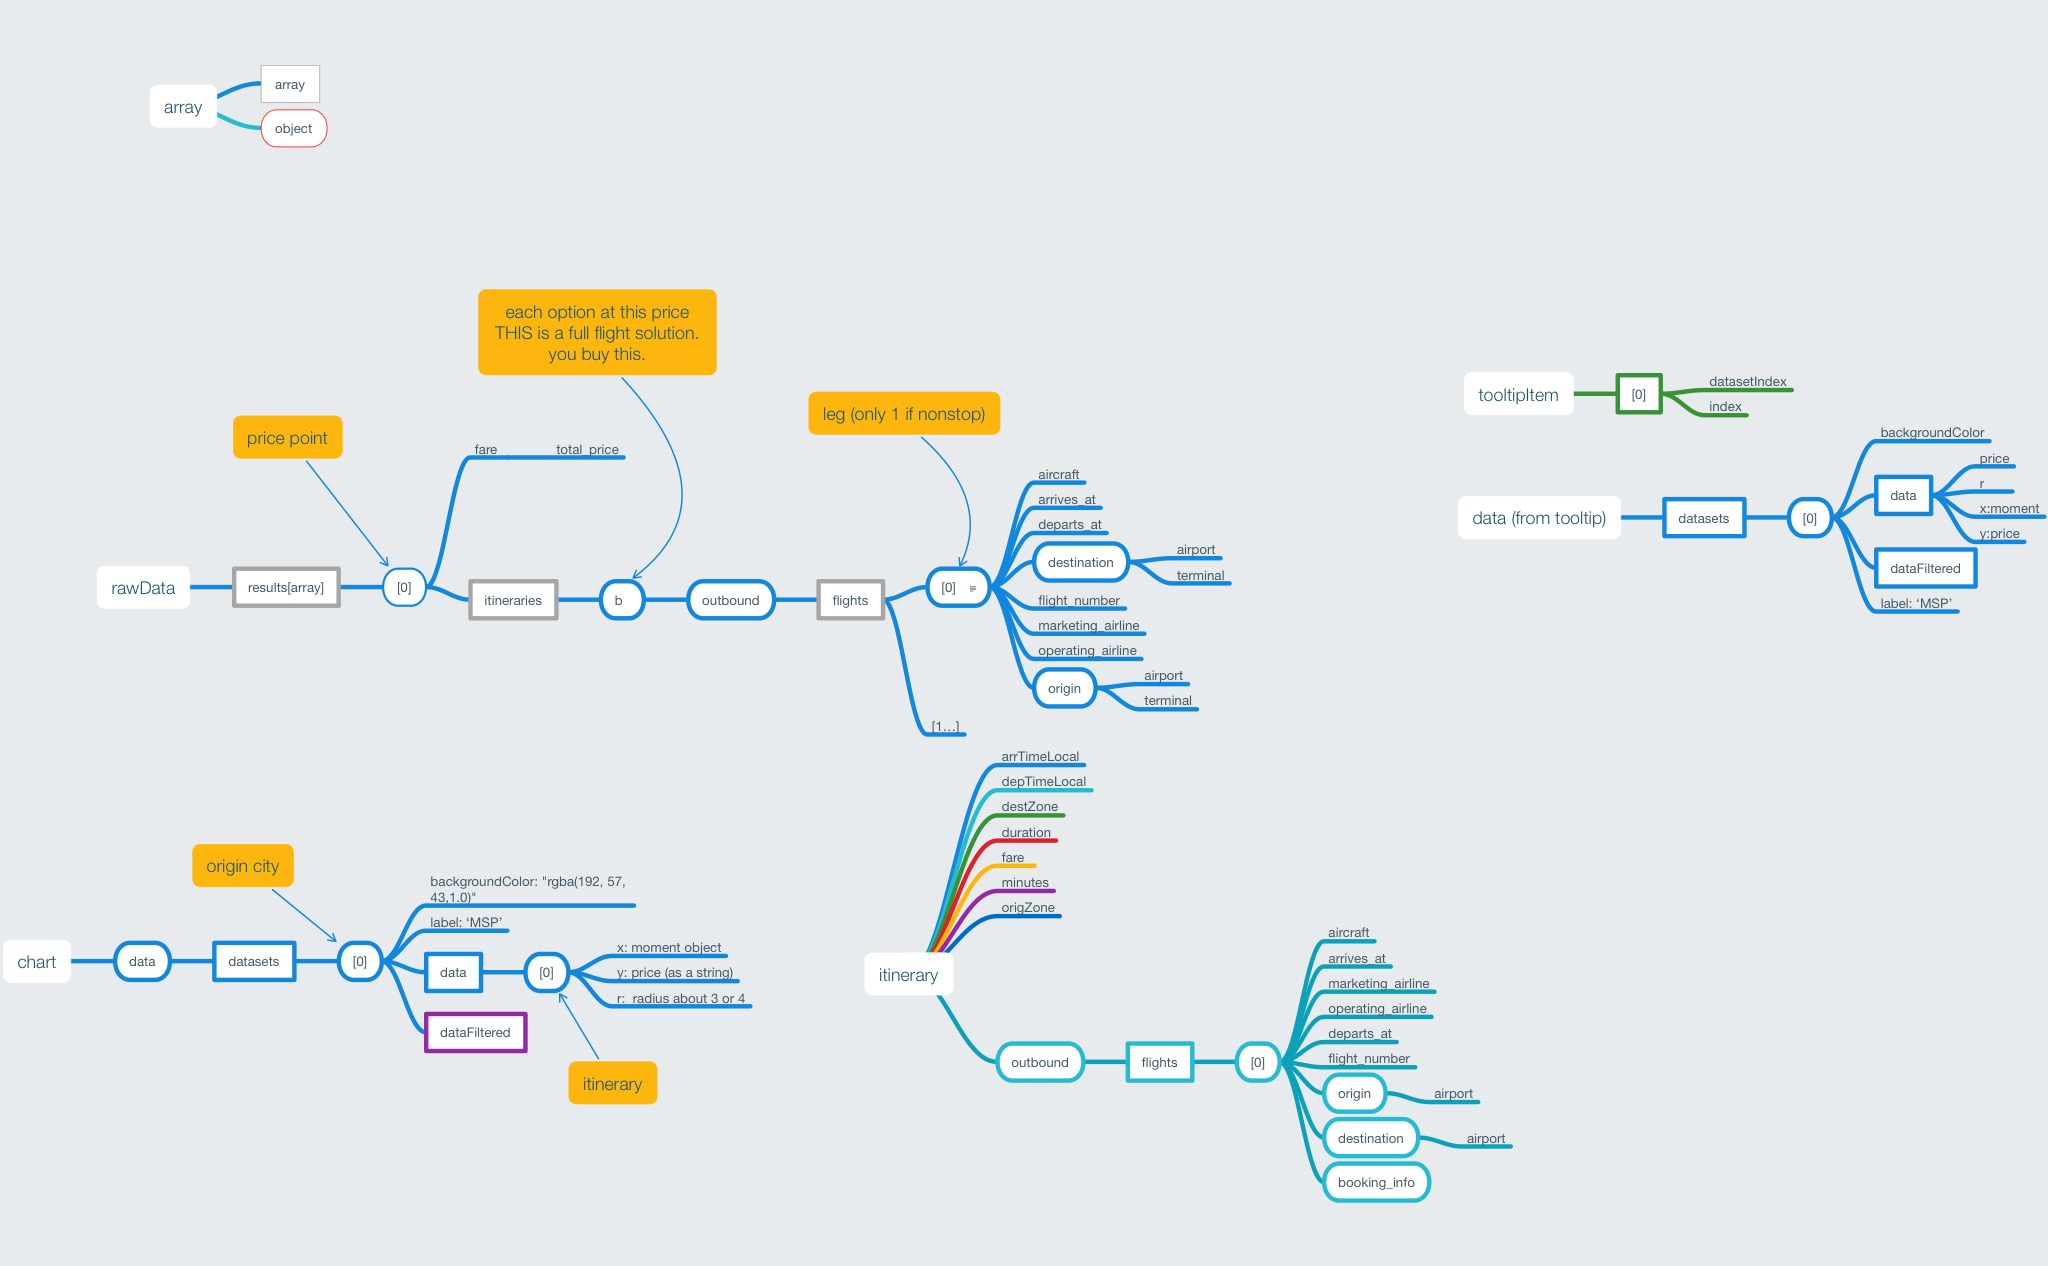 array
array
object
each option at this price
THIS is a full flight solution.
you buy this.
price point
leg (only 1 if nonstop)
rawData
results[array]
[0]
fare
total_price
itineraries
b
outbound
flights
[0]
aircraft
arrives_at
departs_at
destination
airport
terminal
flight_number
marketing_airline
operating_airline
origin
airport
terminal
[1…]
tooltipItem
[0]
datasetIndex
index
data (from tooltip)
datasets
[0]
backgroundColor
data
price
r
x:moment
y:price
dataFiltered
label: ‘MSP’
origin city
chart
data
datasets
[0]
backgroundColor: "rgba(192, 57,
43,1.0)"
label: ‘MSP’
data
[0]
x: moment object
y: price (as a string)
r:  radius about 3 or 4
dataFiltered
itinerary
itinerary
arrTimeLocal
depTimeLocal
destZone
duration
fare
minutes
origZone
outbound
flights
[0]
aircraft
arrives_at
marketing_airline
operating_airline
departs_at
flight_number
origin
airport
destination
airport
booking_info